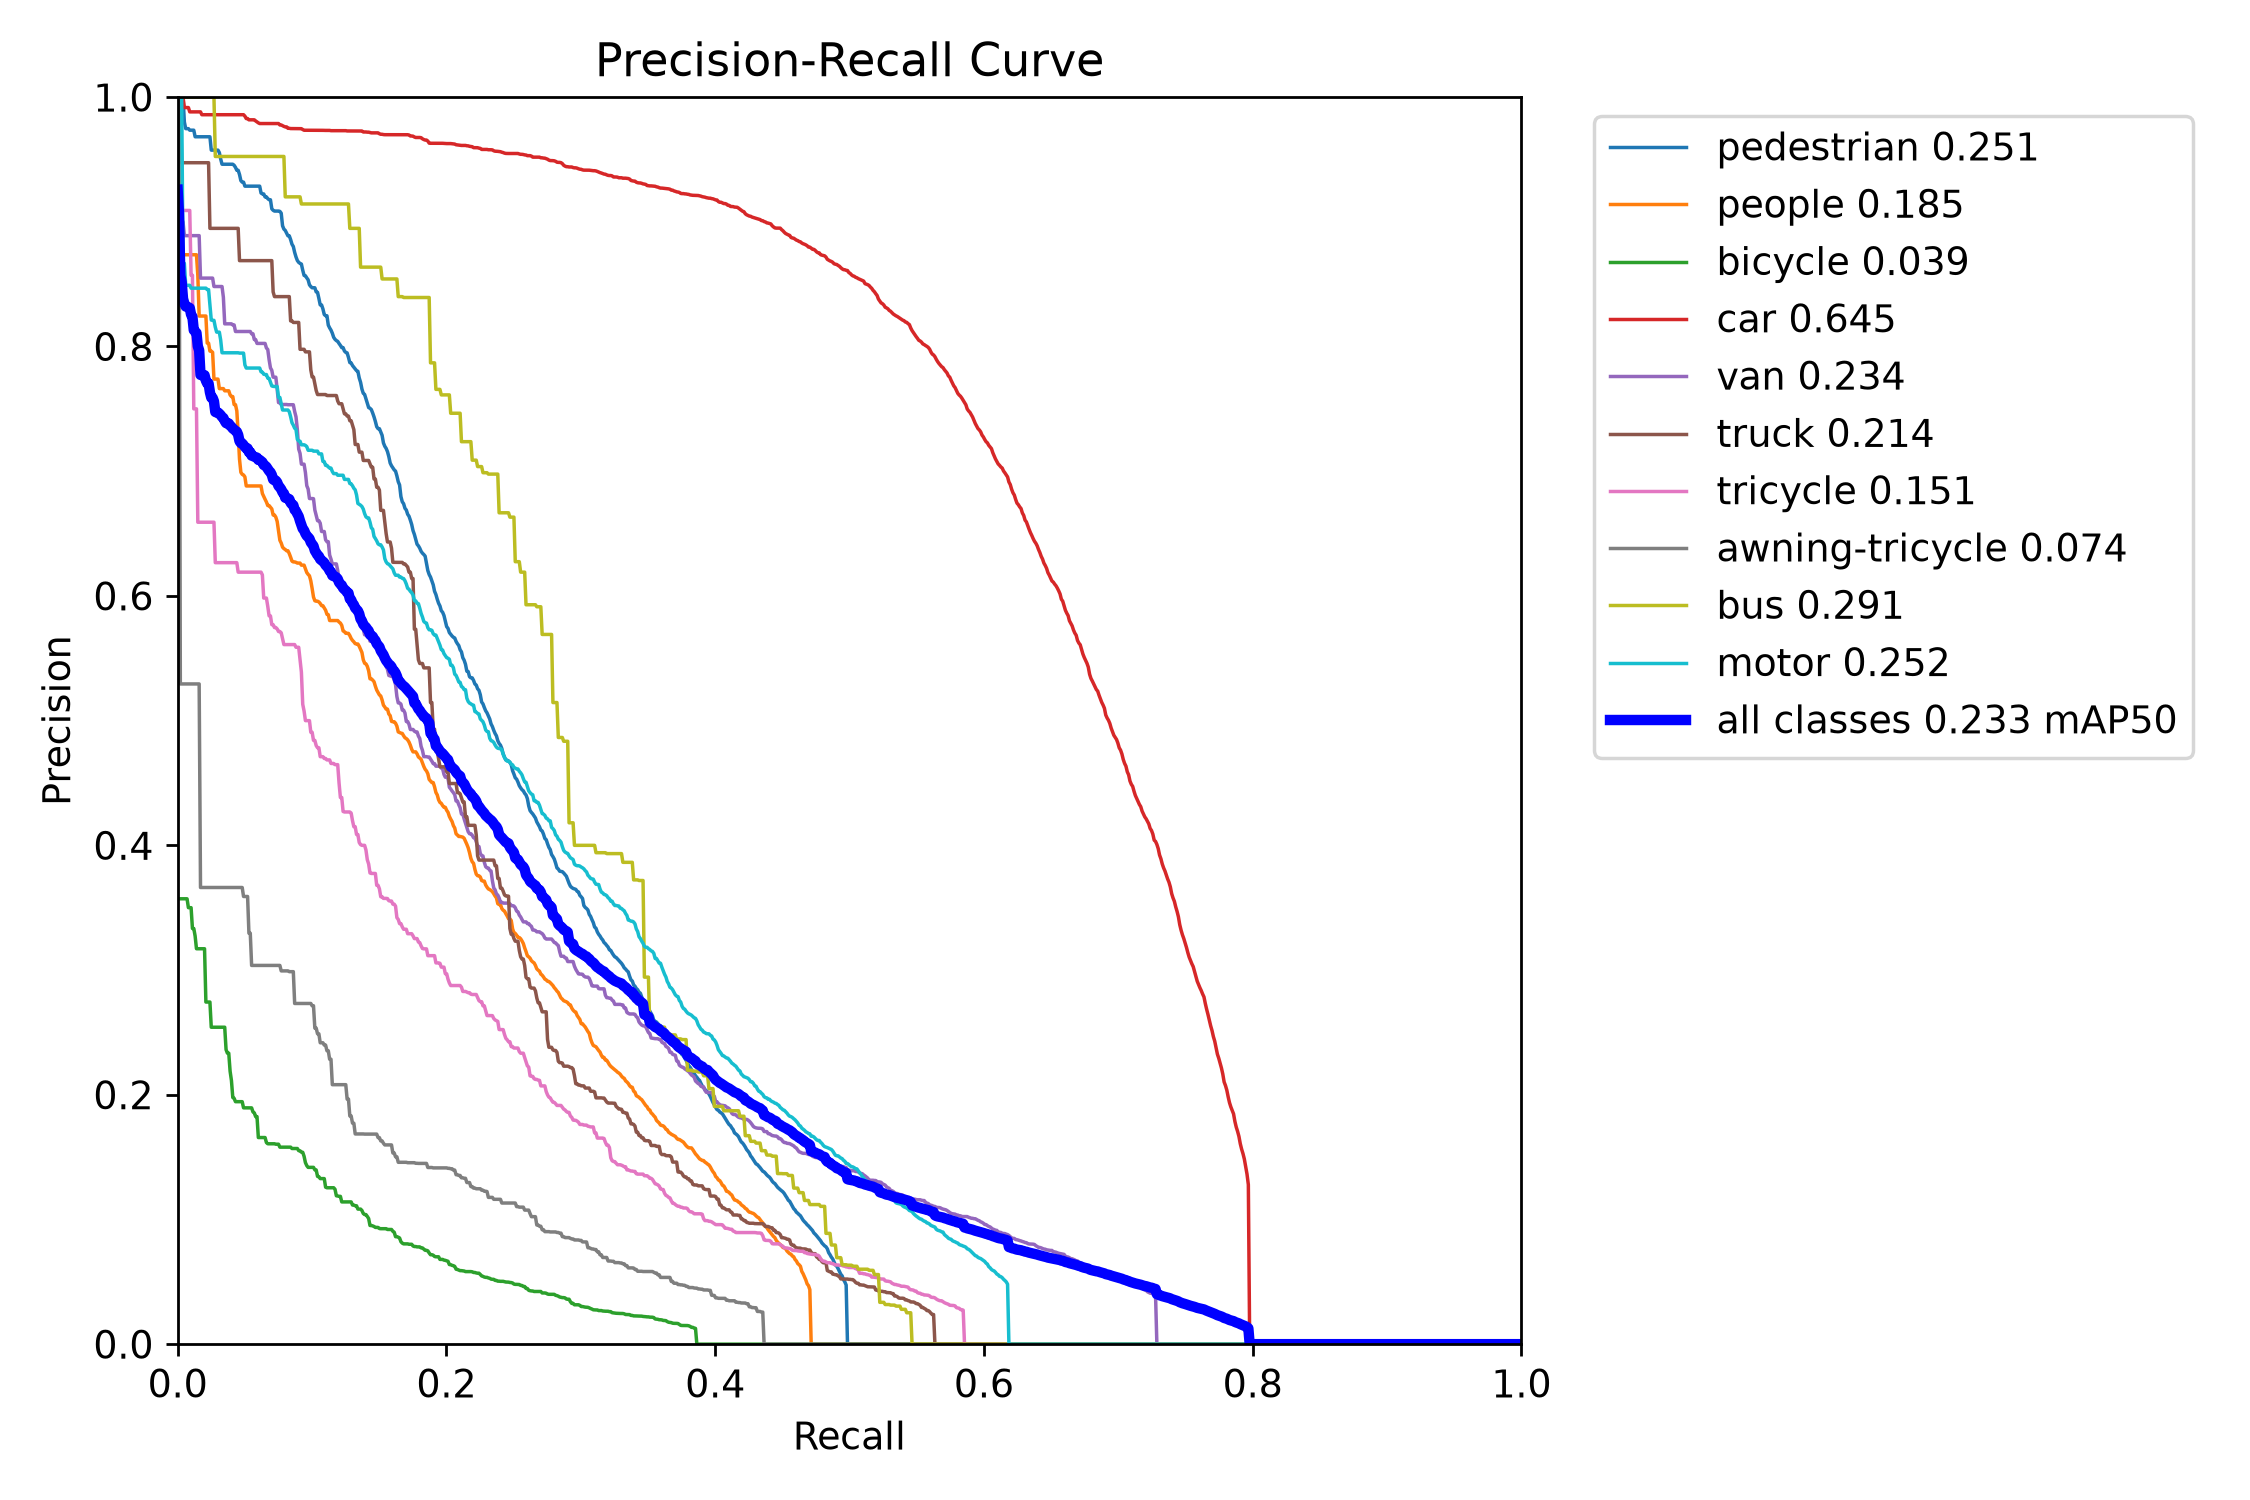 Precision-Recall Curve
1.0
0.8
0.6
0.4
0.2
0.0
Precision
0.0 0.2 0.4 0.6 0.8 1.0
Recall
pedestrian 0.251
people 0.185
bicycle 0.039
car 0.645
van 0.234
truck 0.214
tricycle 0.151
awning-tricycle 0.074
bus 0.291
motor 0.252
all classes 0.233 mAP50